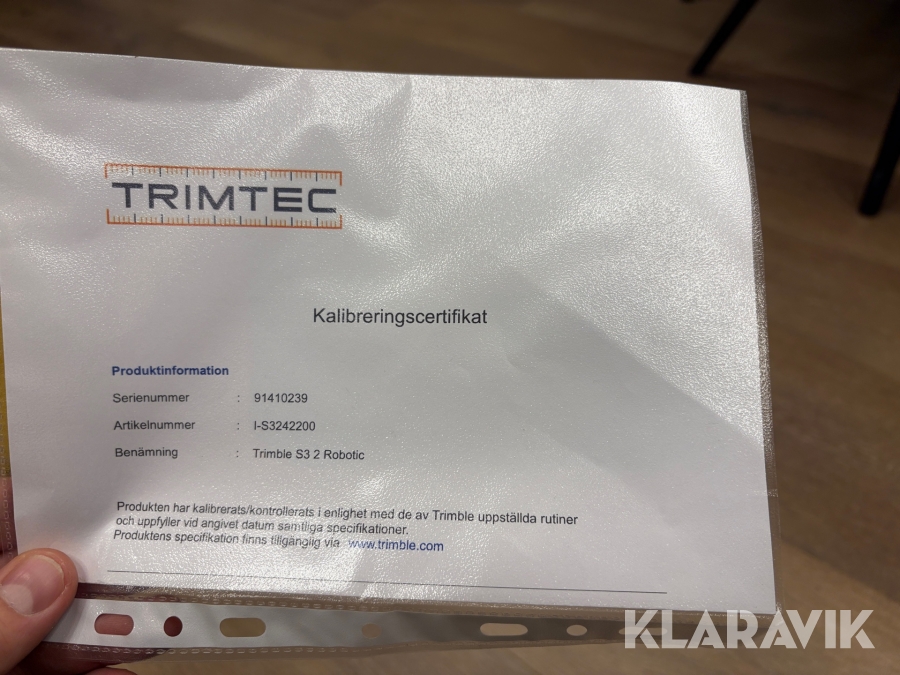 TRIMTEC
Kalibreringscertifikat
Produktinformation
Serienummer : 91410239
Artikelnummer : I-S3242200
Benämning : Trimble S3 2 Robotic
Produkten har kalibrerats/kontrollerats i enlighet med de av Trimble uppställda rutiner
och uppfyller vid angivet datum samtliga specifikationer.
Produktens specifikation finns tillgänglig via www.trimble.com
KLARAVIK